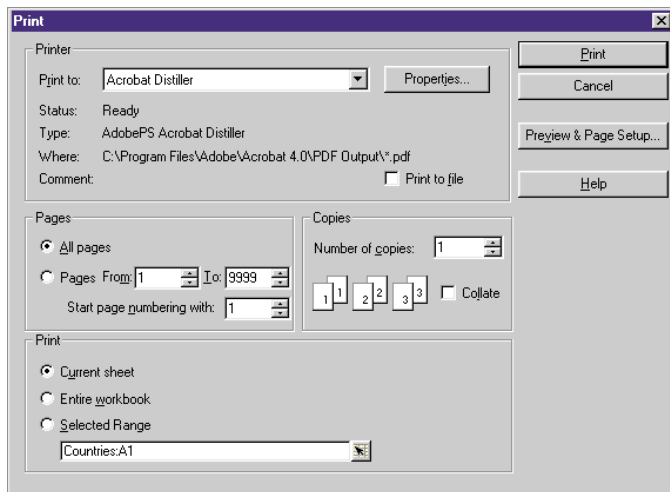 Print
Printer
Print to: Acrobat Distiller Properties...
Status: Ready
Type: AdobePS Acrobat Distiller
Where: C:\Program Files\Adobe\Acrobat 4.0\PDF Output\*.pdf
Comment: Print to file
Print
Cancel
Preview & Page Setup...
Help
Pages
All pages
Pages From: 1 To: 9999
Start page numbering with: 1
Copies
Number of copies: 1
1 1 2 2 3 3 Collate
Print
Current sheet
Entire workbook
Selected Range
Countries:A1